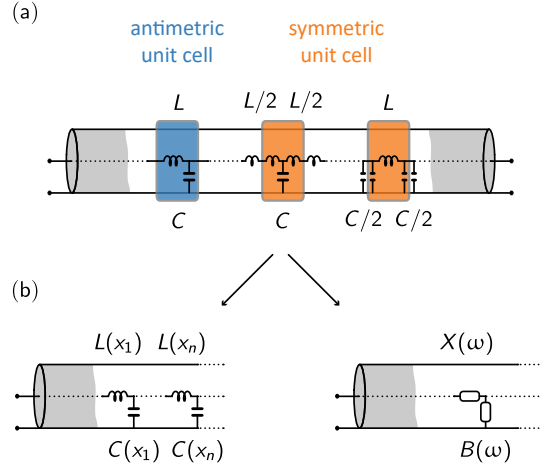 (a)
antimetric
unit cell
symmetric
unit cell
L
L/2 L/2
L
C
C
C/2 C/2
(b)
L(x₁) L(xₙ)
C(x₁) C(xₙ)
X(ω)
B(ω)